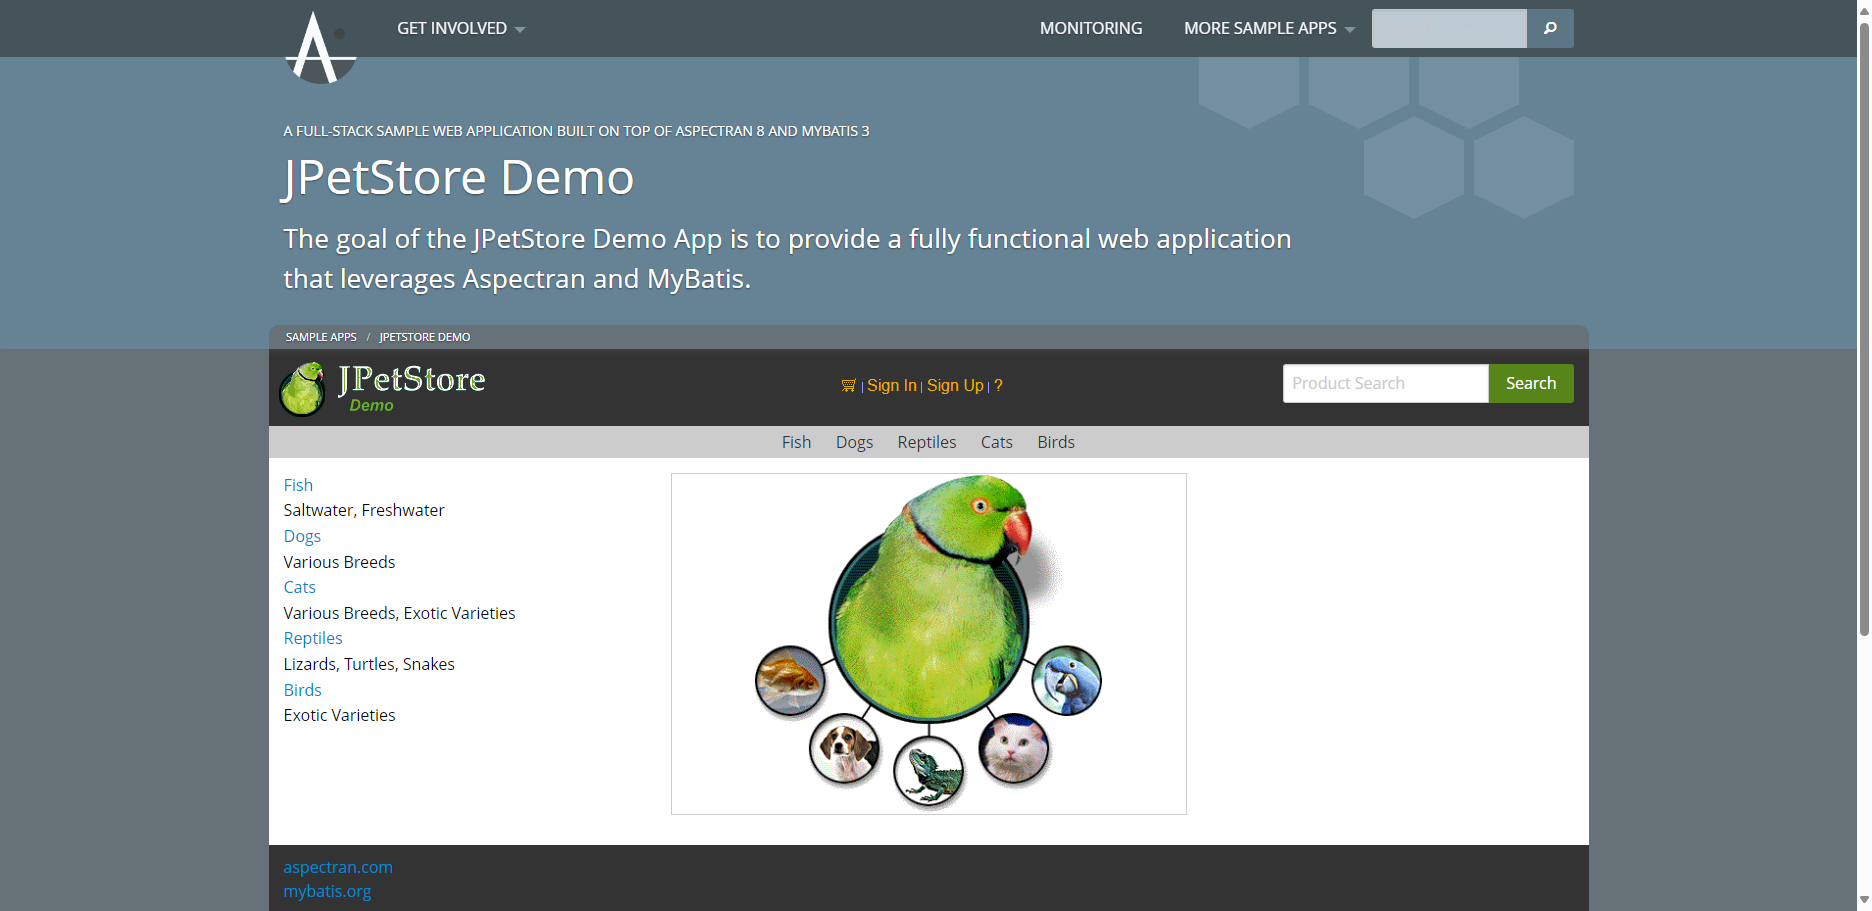 GET INVOLVED
MONITORING
MORE SAMPLE APPS
A FULL-STACK SAMPLE WEB APPLICATION BUILT ON TOP OF ASPECTRAN 8 AND MYBATIS 3
JPetStore Demo
The goal of the JPetStore Demo App is to provide a fully functional web application
that leverages Aspectran and MyBatis.
SAMPLE APPS / JPETSTORE DEMO
JPetStore
Demo
| Sign In | Sign Up | ?
Product Search
Search
Fish Dogs Reptiles Cats Birds
Fish
Saltwater, Freshwater
Dogs
Various Breeds
Cats
Various Breeds, Exotic Varieties
Reptiles
Lizards, Turtles, Snakes
Birds
Exotic Varieties
aspectran.com
mybatis.org